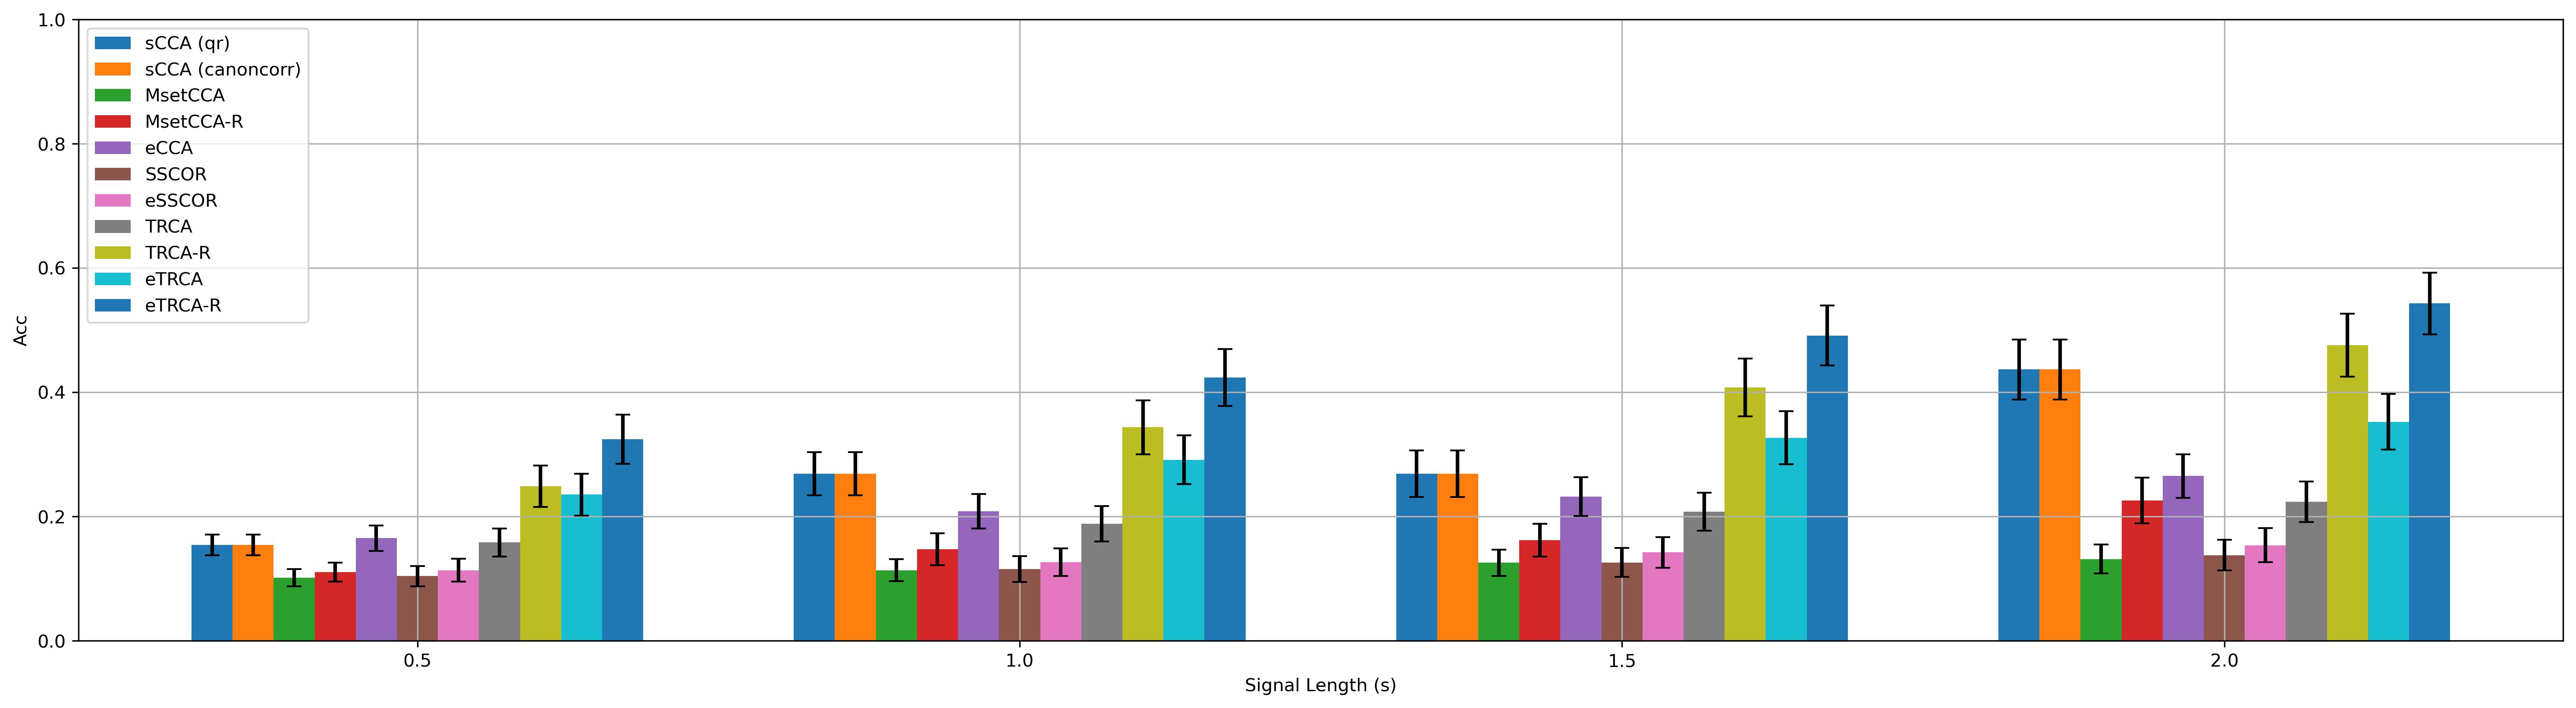 1.0
0.8
0.6
0.4
0.2
0.0
Acc
sCCA (qr)
sCCA (canoncorr)
MsetCCA
MsetCCA-R
eCCA
SSCOR
eSSCOR
TRCA
TRCA-R
eTRCA
eTRCA-R
0.5 1.0 1.5 2.0
Signal Length (s)